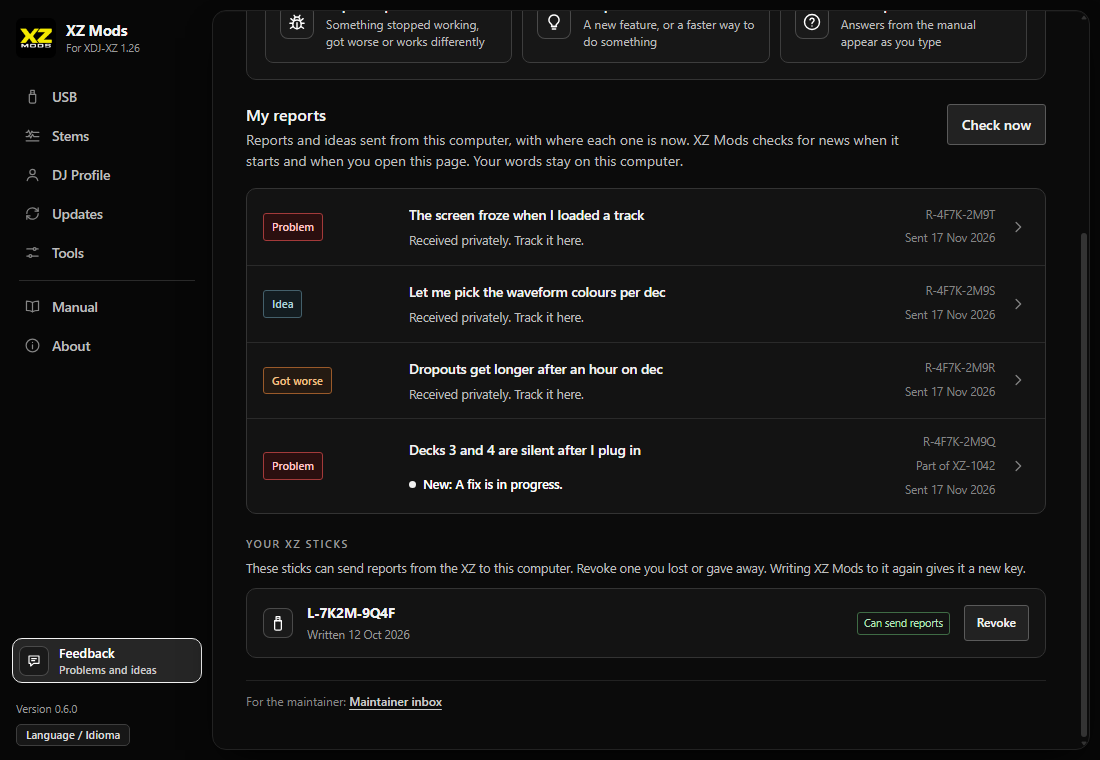 XZ
MODS
XZ Mods
For XDJ-XZ 1.26
USB
Stems
DJ Profile
Updates
Tools
Manual
About
Feedback
Problems and ideas
Version 0.6.0
Language / Idioma
Something stopped working,
got worse or works differently
A new feature, or a faster way to
do something
Answers from the manual
appear as you type
My reports
Reports and ideas sent from this computer, with where each one is now. XZ Mods checks for news when it
starts and when you open this page. Your words stay on this computer.
Check now
Problem
The screen froze when I loaded a track
Received privately. Track it here.
R-4F7K-2M9T
Sent 17 Nov 2026
Idea
Let me pick the waveform colours per dec
Received privately. Track it here.
R-4F7K-2M9S
Sent 17 Nov 2026
Got worse
Dropouts get longer after an hour on dec
Received privately. Track it here.
R-4F7K-2M9R
Sent 17 Nov 2026
Problem
Decks 3 and 4 are silent after I plug in
New: A fix is in progress.
R-4F7K-2M9Q
Part of XZ-1042
Sent 17 Nov 2026
YOUR XZ STICKS
These sticks can send reports from the XZ to this computer. Revoke one you lost or gave away. Writing XZ Mods to it again gives it a new key.
L-7K2M-9Q4F
Written 12 Oct 2026
Can send reports
Revoke
For the maintainer: Maintainer inbox